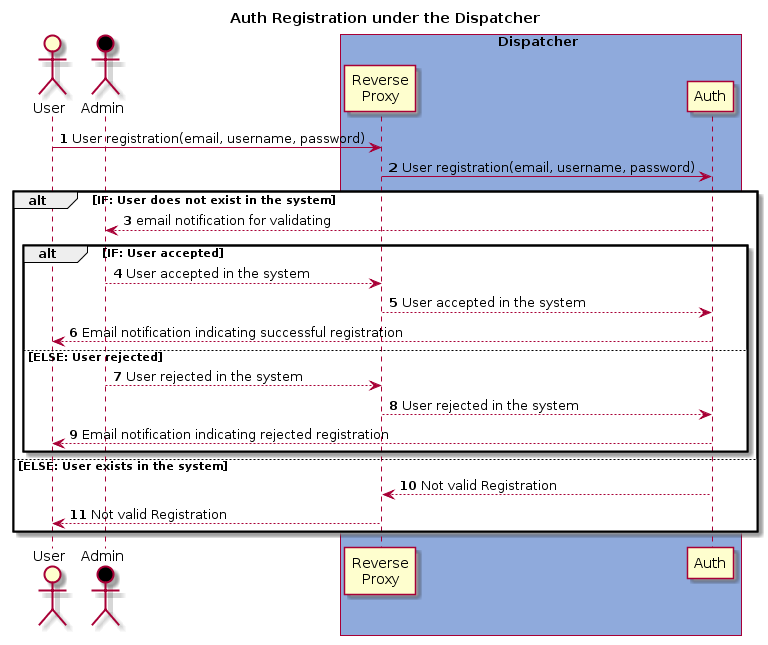 Auth Registration under the Dispatcher
Dispatcher
User
Admin
Reverse
Proxy
Auth
1 User registration(email, username, password)
2 User registration(email, username, password)
alt [IF: User does not exist in the system]
3 email notification for validating
alt [IF: User accepted]
4 User accepted in the system
5 User accepted in the system
6 Email notification indicating successful registration
[ELSE: User rejected]
7 User rejected in the system
8 User rejected in the system
9 Email notification indicating rejected registration
[ELSE: User exists in the system]
10 Not valid Registration
11 Not valid Registration
User
Admin
Reverse
Proxy
Auth